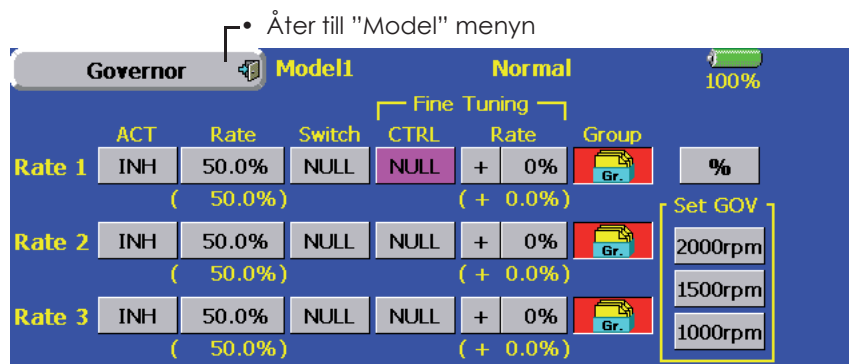 • Åter till ”Model” menyn
Governor Model1 Normal 100%
Fine Tuning
ACT Rate Switch CTRL Rate Group
Rate 1 INH 50.0% NULL NULL + 0% Gr. %
( 50.0%) (+ 0.0%)
Set GOV
Rate 2 INH 50.0% NULL NULL + 0% Gr. 2000rpm
( 50.0%) (+ 0.0%)
1500rpm
Rate 3 INH 50.0% NULL NULL + 0% Gr. 1000rpm
( 50.0%) (+ 0.0%)